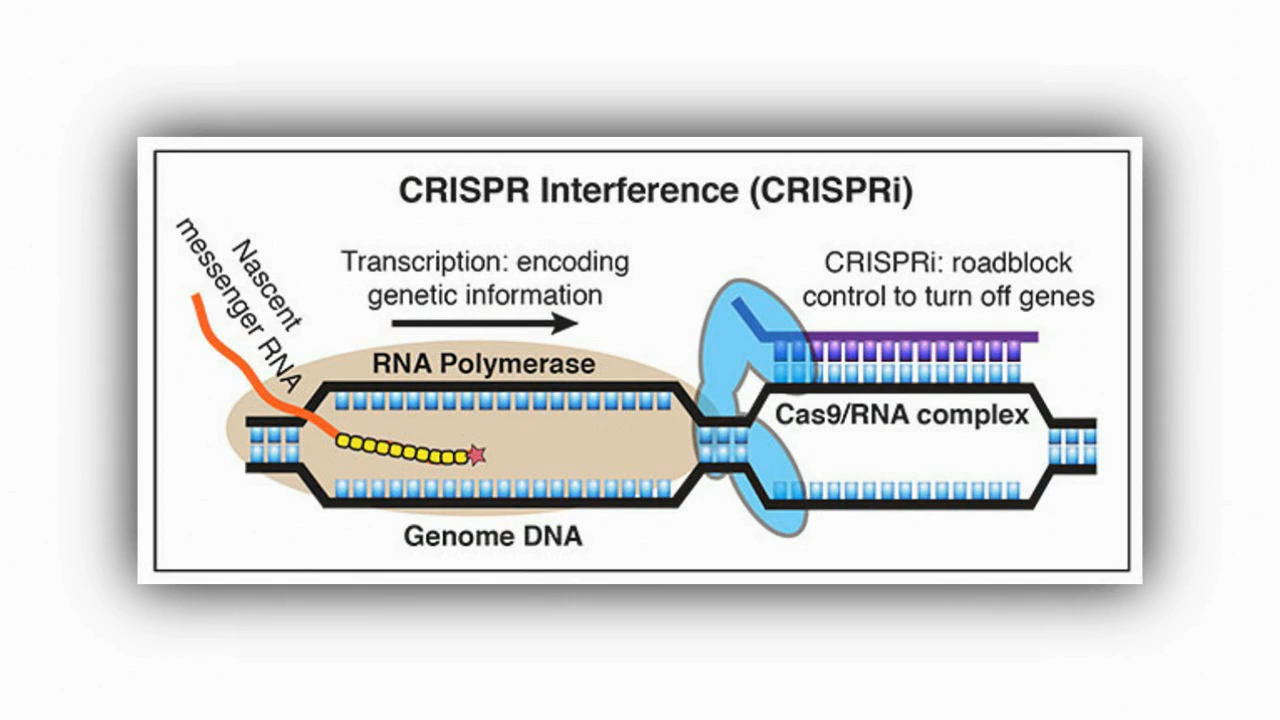 CRISPR Interference (CRISPRi)
Nascent
messenger RNA
Transcription: encoding
genetic information
CRISPRi: roadblock
control to turn off genes
RNA Polymerase
Cas9/RNA complex
Genome DNA